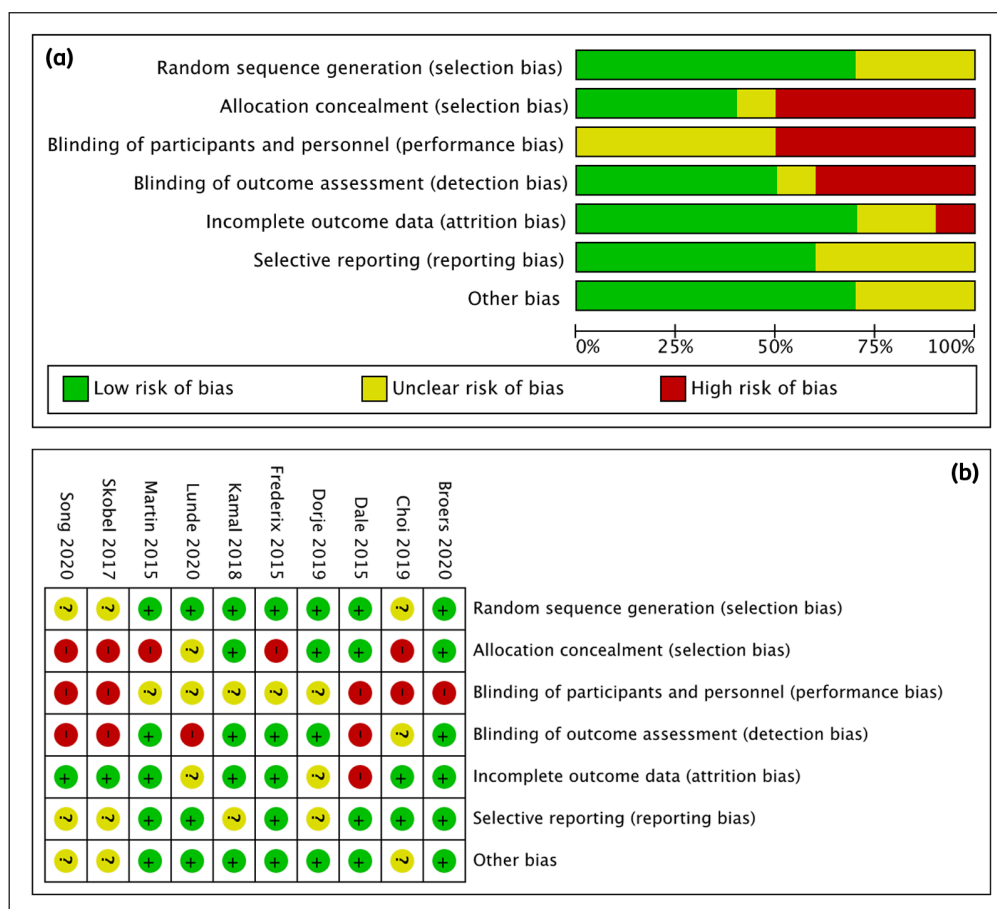 (a)
Random sequence generation (selection bias)
Allocation concealment (selection bias)
Blinding of participants and personnel (performance bias)
Blinding of outcome assessment (detection bias)
Incomplete outcome data (attrition bias)
Selective reporting (reporting bias)
Other bias
0% 25% 50% 75% 100%
Low risk of bias Unclear risk of bias High risk of bias
(b)
Song 2020
Skobel 2017
Martin 2015
Lunde 2020
Kamal 2018
Frederix 2015
Dorje 2019
Dale 2015
Choi 2019
Broers 2020
? ? + + + + + + ? + Random sequence generation (selection bias)
- - - ? + - + + - + Allocation concealment (selection bias)
- - ? ? ? ? ? - - - Blinding of participants and personnel (performance bias)
- - + - + + + - ? + Blinding of outcome assessment (detection bias)
+ + + ? + + ? - + + Incomplete outcome data (attrition bias)
? ? + + ? + ? + + + Selective reporting (reporting bias)
? ? + + + + + + ? + Other bias